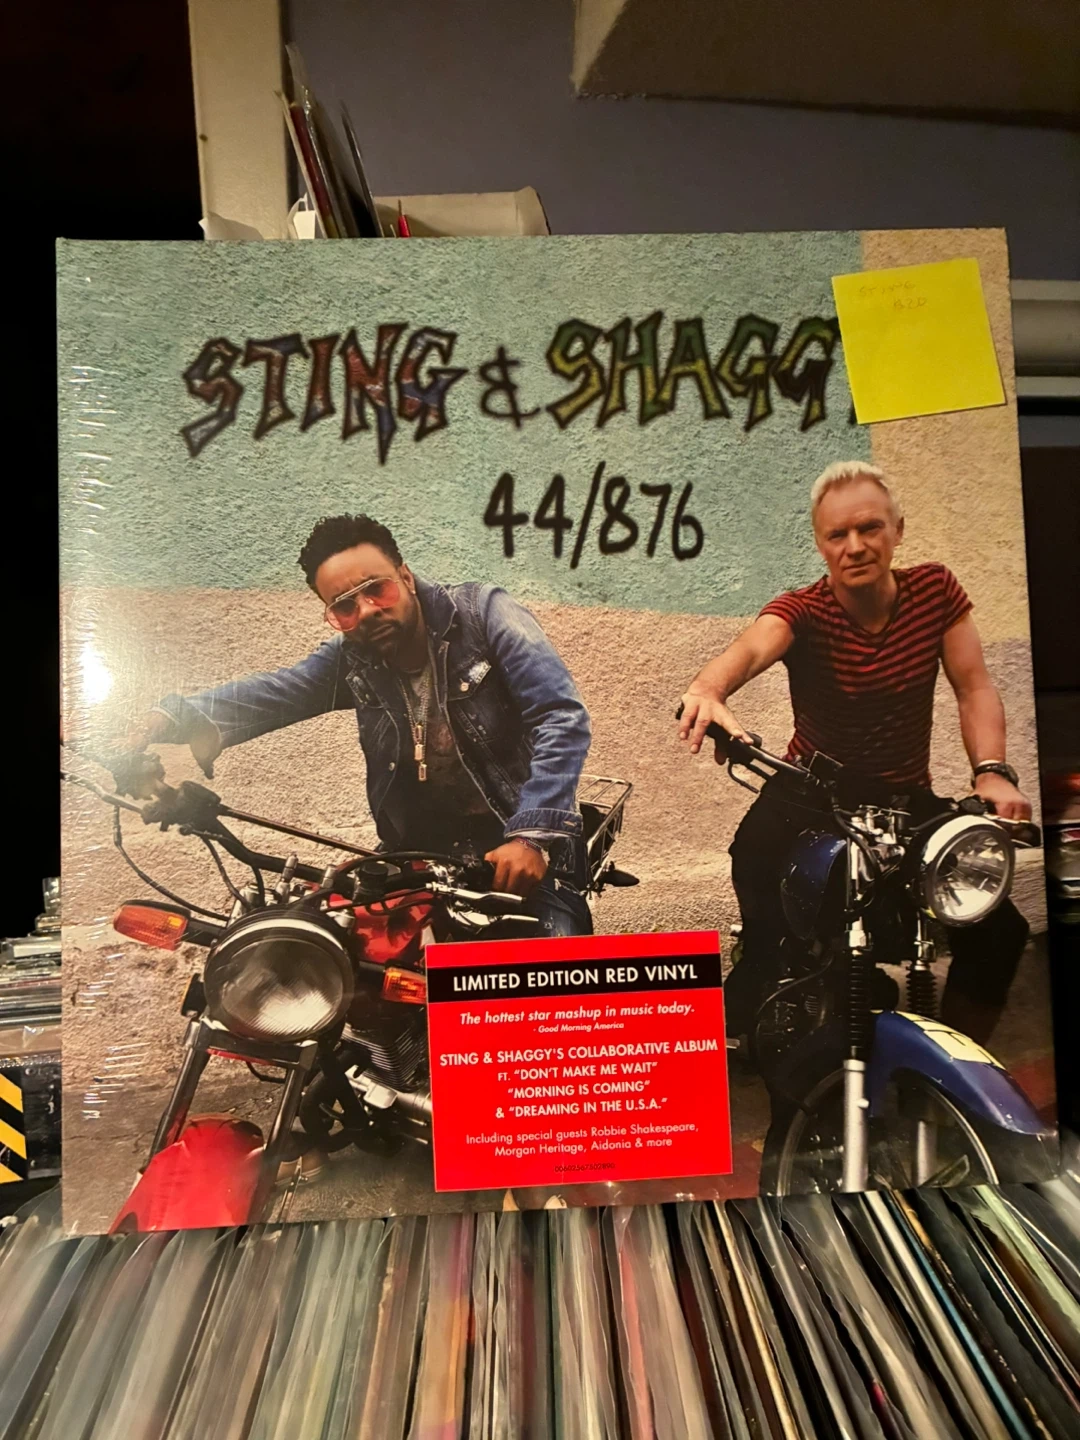 STING & SHAGG
44/876
LIMITED EDITION RED VINYL
The hottest star mashup in music today.
- Good Morning America
STING & SHAGGY'S COLLABORATIVE ALBUM
FT. "DON'T MAKE ME WAIT"
"MORNING IS COMING"
& "DREAMING IN THE U.S.A."
Including special guests Robbie Shakespeare,
Morgan Heritage, Aidonia & more